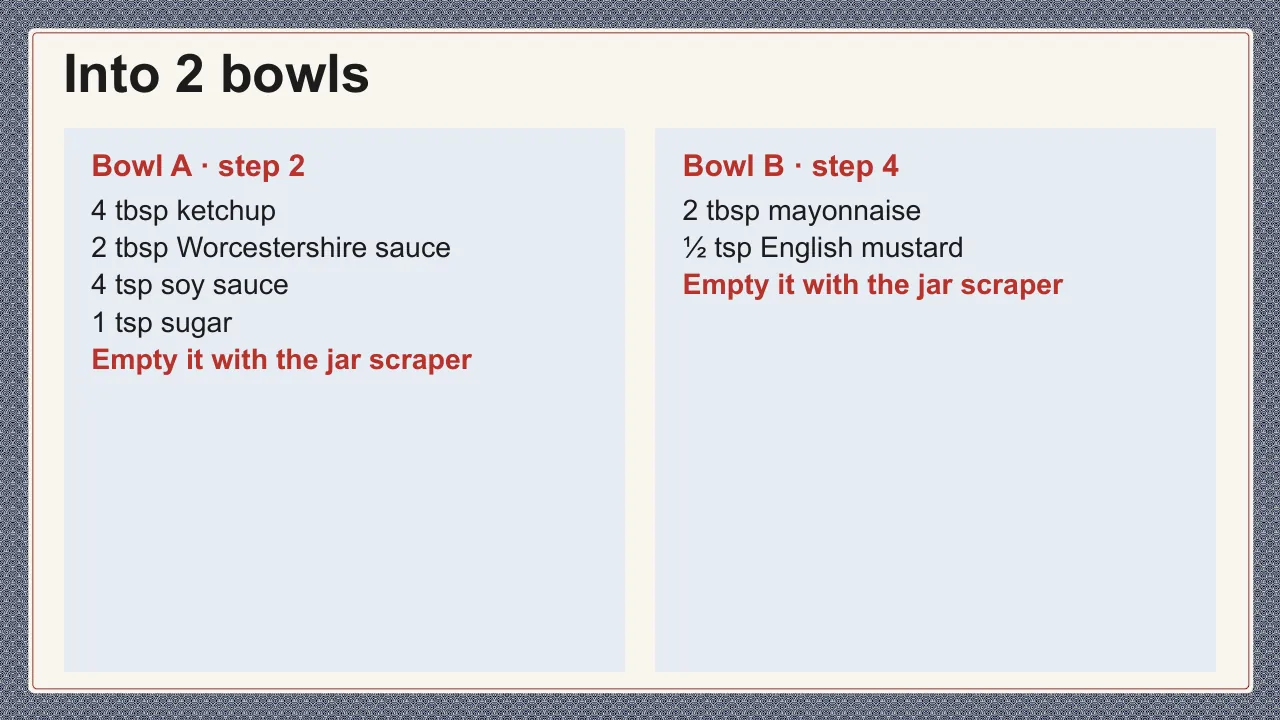 Into 2 bowls
Bowl A · step 2
4 tbsp ketchup
2 tbsp Worcestershire sauce
4 tsp soy sauce
1 tsp sugar
Empty it with the jar scraper
Bowl B · step 4
2 tbsp mayonnaise
½ tsp English mustard
Empty it with the jar scraper